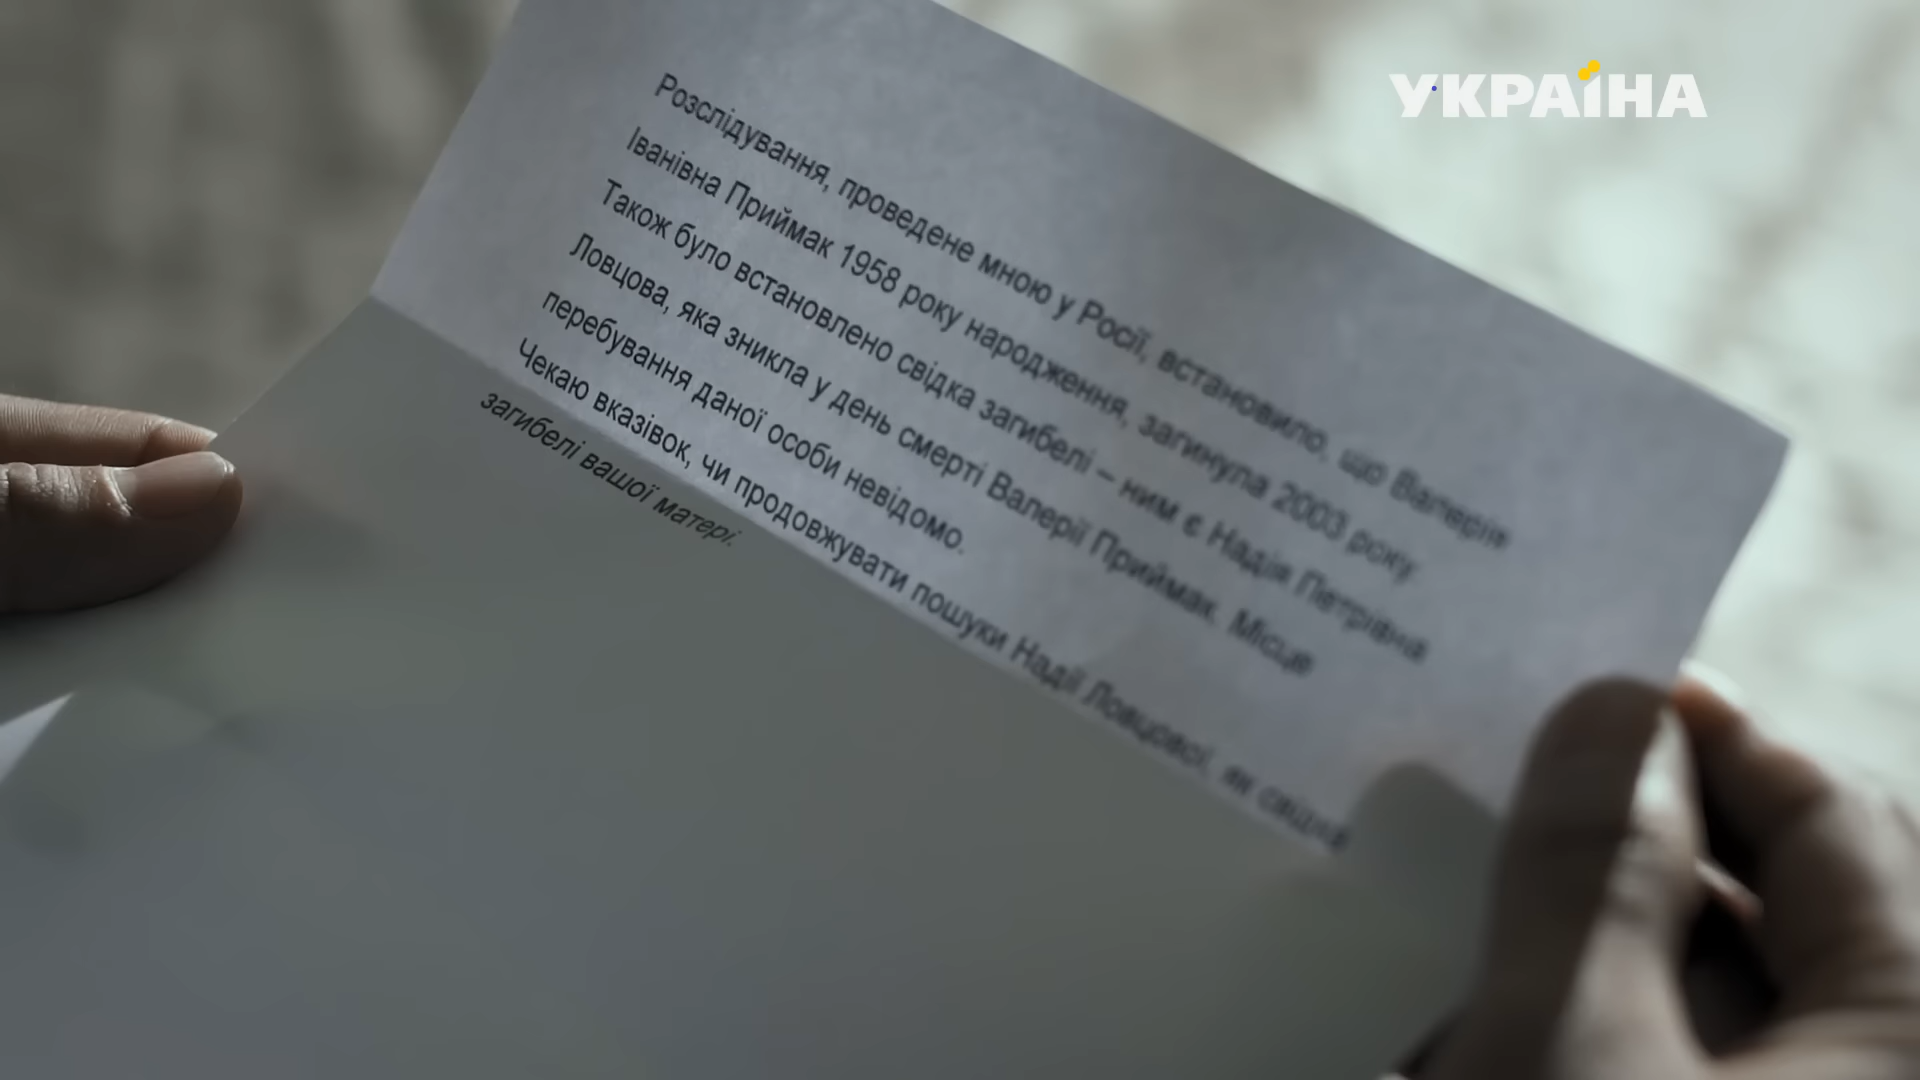 УКРАЇНА
Розслідування, проведене мною у Росії, встановило, що Валерія
Іванівна Приймак 1958 року народження, загинула 2003 року.
Також було встановлено свідка загибелі – ним є Надія Петрівна
Ловцова, яка зникла у день смерті Валерії Приймак. Місце
перебування даної особи невідомо.
Чекаю вказівок, чи продовжувати пошуки Надії Ловцової, як свідка
загибелі вашої матері.